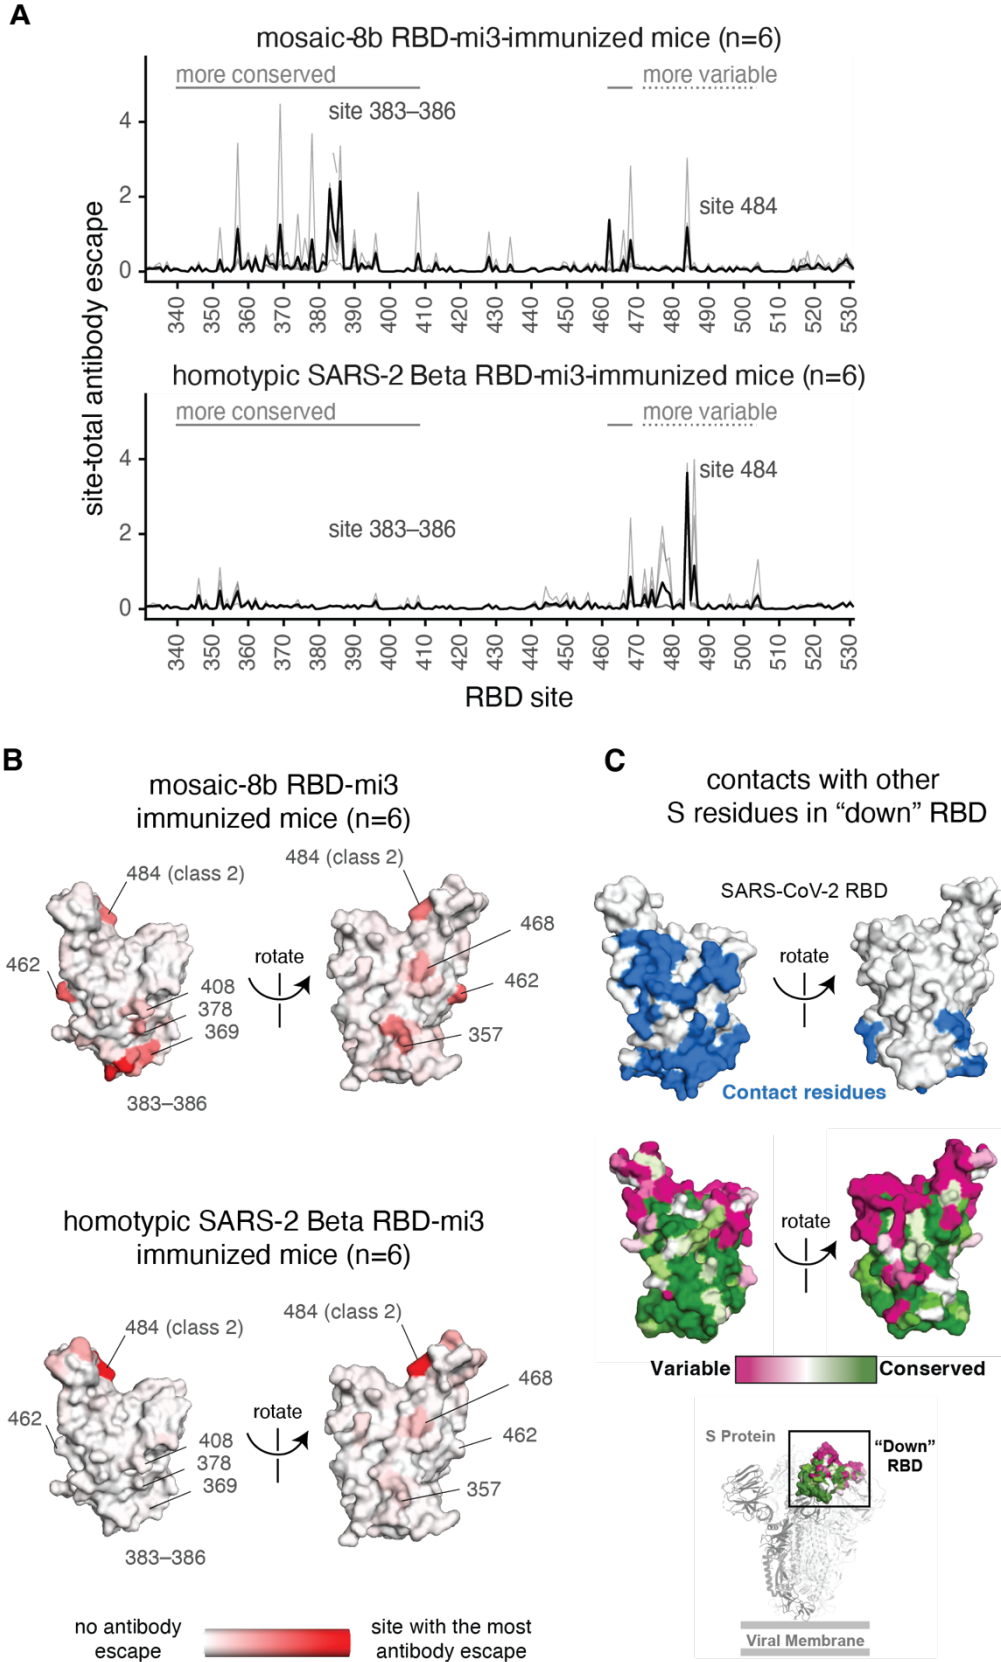 A
mosaic-8b RBD-mi3-immunized mice (n=6)
more conserved
more variable
site 383–386
site 484
4
2
0
340 350 360 370 380 390 400 410 420 430 440 450 460 470 480 490 500 510 520 530
site-total antibody escape
homotypic SARS-2 Beta RBD-mi3-immunized mice (n=6)
more conserved
more variable
site 484
site 383–386
4
2
0
340 350 360 370 380 390 400 410 420 430 440 450 460 470 480 490 500 510 520 530
RBD site
B
mosaic-8b RBD-mi3
immunized mice (n=6)
484 (class 2)
484 (class 2)
468
462
rotate
462
408
378
369
357
383–386
homotypic SARS-2 Beta RBD-mi3
immunized mice (n=6)
484 (class 2)
484 (class 2)
468
462
rotate
462
408
378
369
357
383–386
no antibody
escape
site with the most
antibody escape
C
contacts with other
S residues in “down” RBD
SARS-CoV-2 RBD
rotate
Contact residues
rotate
Variable
Conserved
S Protein
“Down”
RBD
Viral Membrane